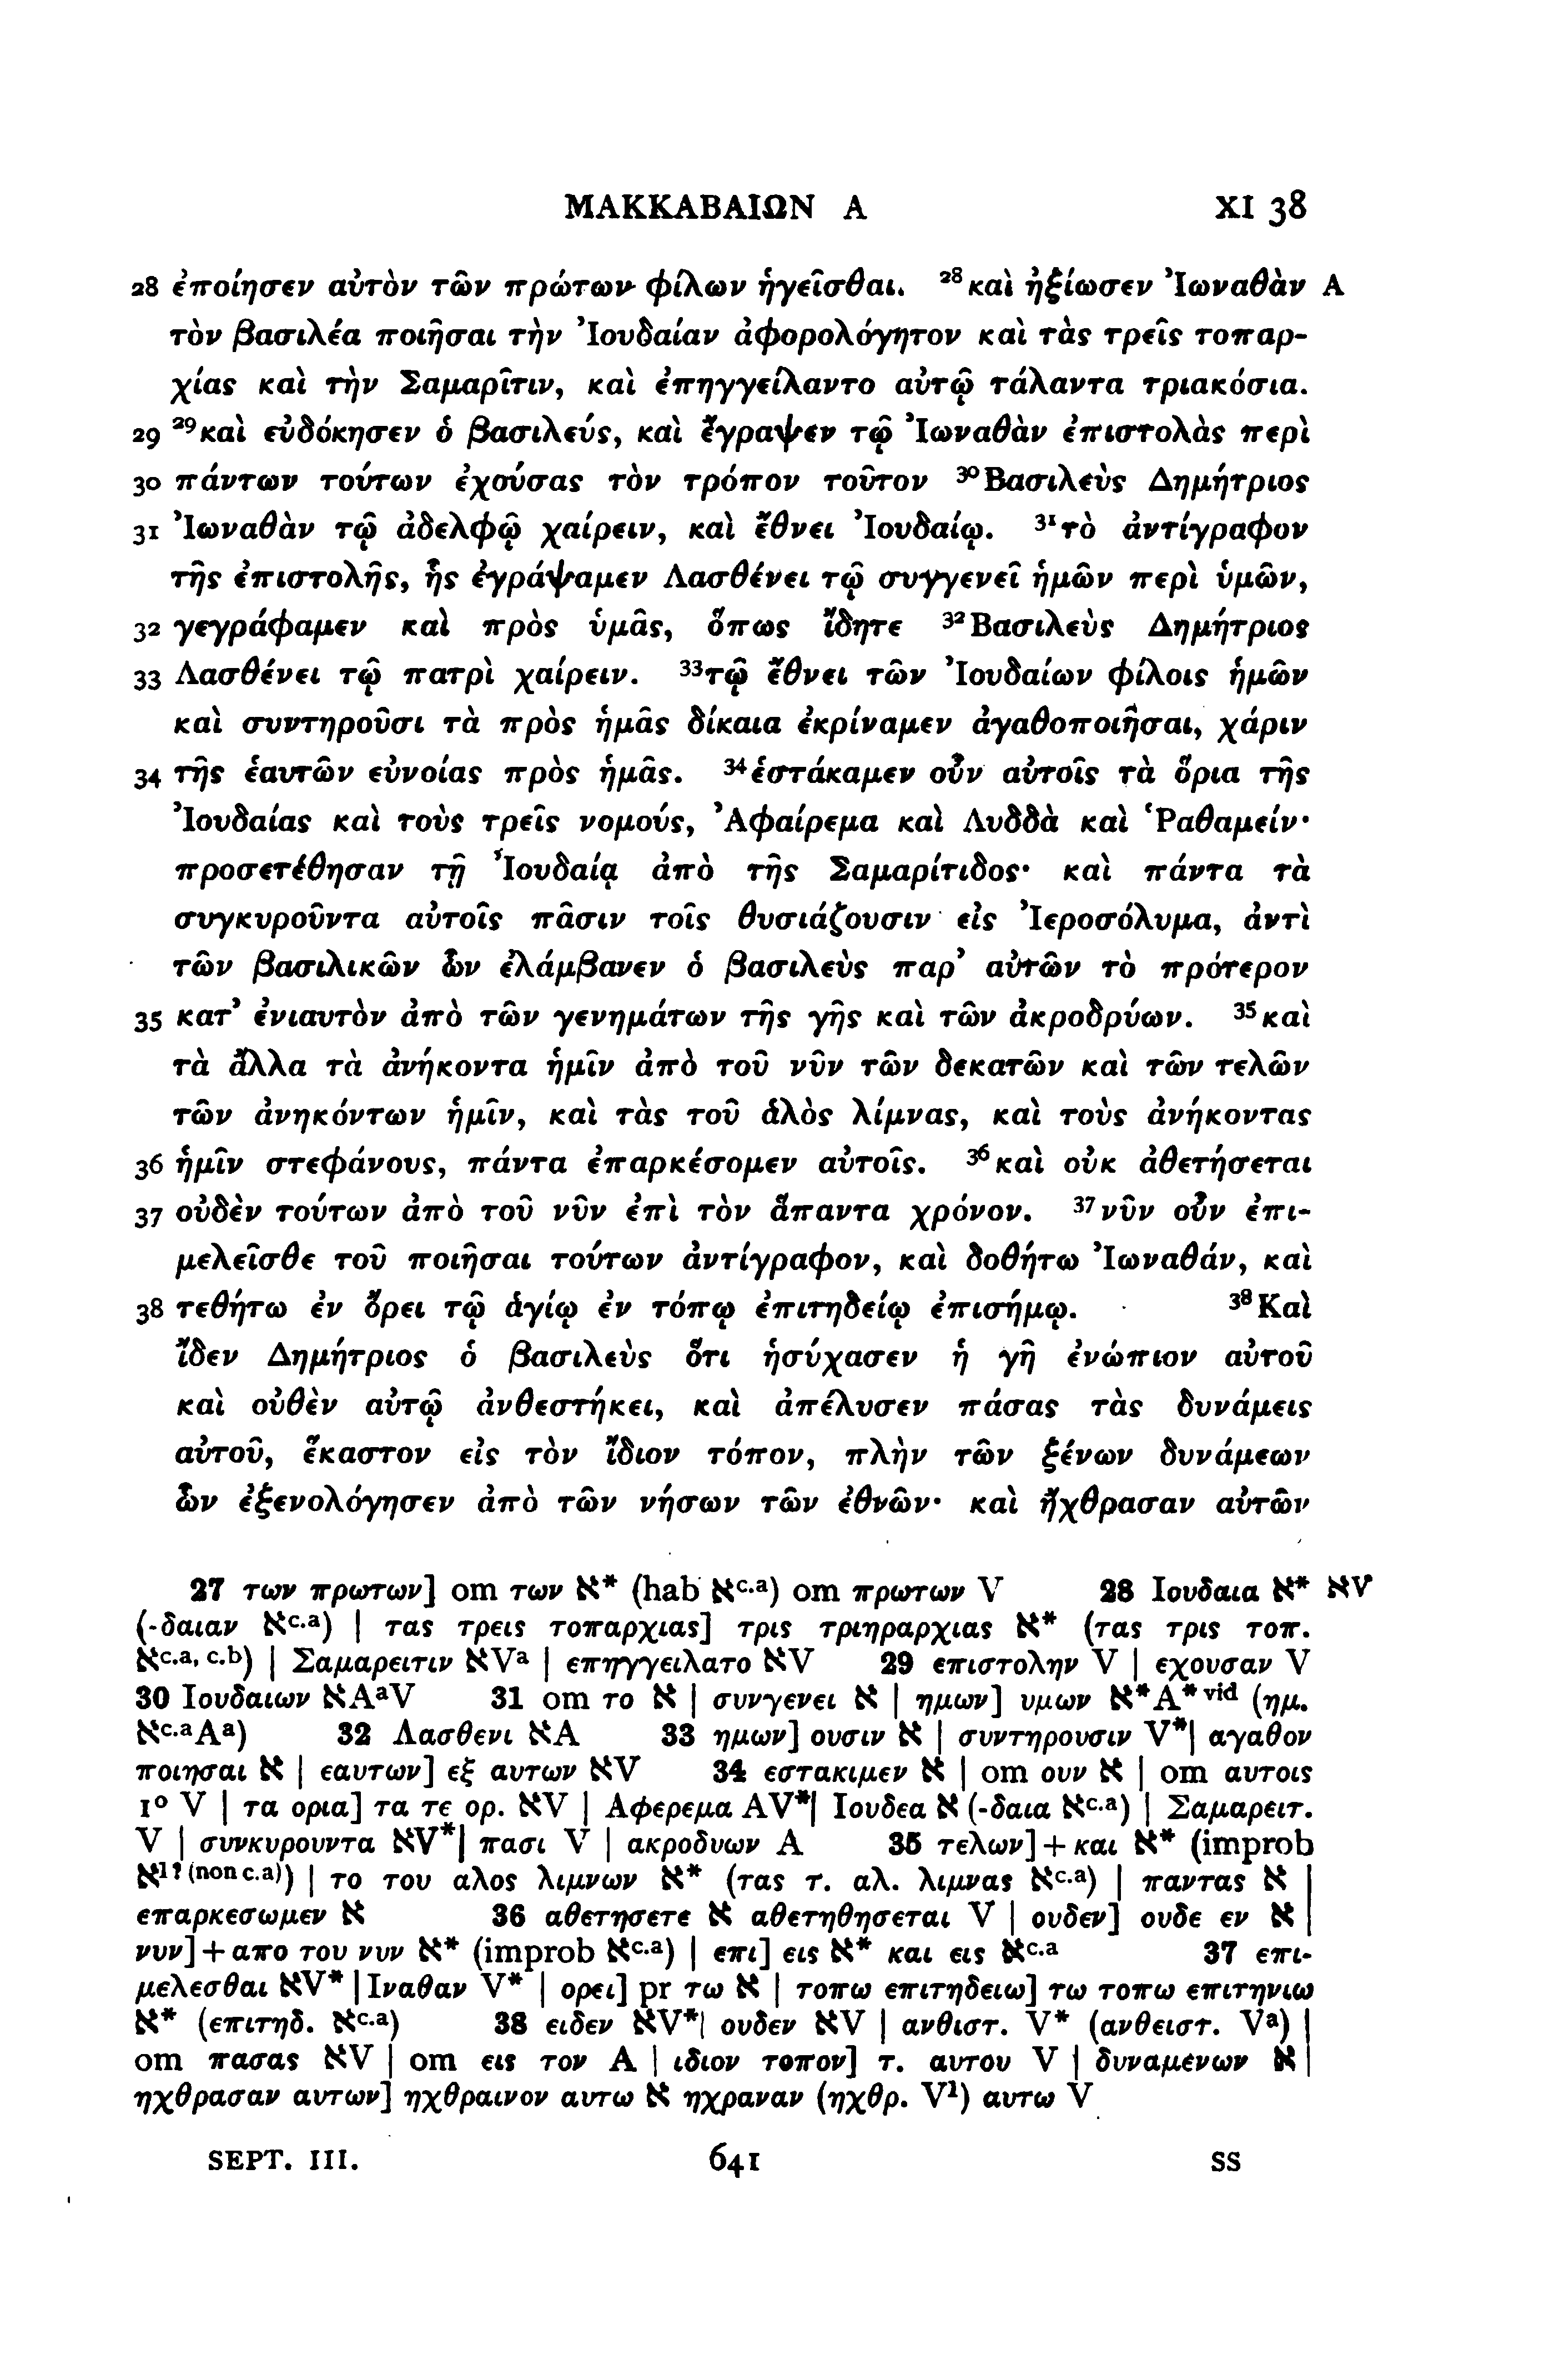 ΜΑΚΚΑΒΑΙΩΝ Α XI 38
28 ἐποίησεν αὐτὸν τῶν πρώτων φίλων ἡγεῖσθαι. ²⁸καὶ ἠξίωσεν Ἰωναθὰν A
τὸν βασιλέα ποιῆσαι τὴν Ἰουδαίαν ἀφορολόγητον καὶ τὰς τρεῖς τοπαρ-
χίας καὶ τὴν Σαμαρῖτιν, καὶ ἐπηγγείλαντο αὐτῷ τάλαντα τριακόσια.
29 ²⁹καὶ εὐδόκησεν ὁ βασιλεύς, καὶ ἔγραψεν τῷ Ἰωναθὰν ἐπιστολὰς περὶ
30 πάντων τούτων ἐχούσας τὸν τρόπον τοῦτον ³⁰Βασιλεὺς Δημήτριος
31 Ἰωναθὰν τῷ ἀδελφῷ χαίρειν, καὶ ἔθνει Ἰουδαίῳ. ³¹τὸ ἀντίγραφον
τῆς ἐπιστολῆς, ἧς ἐγράψαμεν Λασθένει τῷ συγγενεῖ ἡμῶν περὶ ὑμῶν,
32 γεγράφαμεν καὶ πρὸς ὑμᾶς, ὅπως ἴδητε ³²Βασιλεὺς Δημήτριος
33 Λασθένει τῷ πατρὶ χαίρειν. ³³τῷ ἔθνει τῶν Ἰουδαίων φίλοις ἡμῶν
καὶ συντηροῦσι τὰ πρὸς ἡμᾶς δίκαια ἐκρίναμεν ἀγαθοποιῆσαι, χάριν
34 τῆς ἑαυτῶν εὐνοίας πρὸς ἡμᾶς. ³⁴ἑστάκαμεν οὖν αὐτοῖς τὰ ὅρια τῆς
Ἰουδαίας καὶ τοὺς τρεῖς νομούς, Ἀφαίρεμα καὶ Λυδδὰ καὶ Ῥαθαμείν·
προσετέθησαν τῇ Ἰουδαίᾳ ἀπὸ τῆς Σαμαρίτιδος· καὶ πάντα τὰ
συγκυροῦντα αὐτοῖς πᾶσιν τοῖς θυσιάζουσιν εἰς Ἰεροσόλυμα, ἀντὶ
τῶν βασιλικῶν ὧν ἐλάμβανεν ὁ βασιλεὺς παρ’ αὐτῶν τὸ πρότερον
35 κατ’ ἐνιαυτὸν ἀπὸ τῶν γενημάτων τῆς γῆς καὶ τῶν ἀκροδρύων. ³⁵καὶ
τὰ ἄλλα τὰ ἀνήκοντα ἡμῖν ἀπὸ τοῦ νῦν τῶν δεκατῶν καὶ τῶν τελῶν
τῶν ἀνηκόντων ἡμῖν, καὶ τὰς τοῦ ἁλὸς λίμνας, καὶ τοὺς ἀνήκοντας
36 ἡμῖν στεφάνους, πάντα ἐπαρκέσομεν αὐτοῖς. ³⁶καὶ οὐκ ἀθετήσεται
37 οὐδὲν τούτων ἀπὸ τοῦ νῦν ἐπὶ τὸν ἅπαντα χρόνον. ³⁷νῦν οὖν ἐπι-
μελεῖσθε τοῦ ποιῆσαι τούτων ἀντίγραφον, καὶ δοθήτω Ἰωναθάν, καὶ
38 τεθήτω ἐν ὄρει τῷ ἁγίῳ ἐν τόπῳ ἐπιτηδείῳ ἐπισήμῳ. ³⁸Καὶ
ἴδεν Δημήτριος ὁ βασιλεὺς ὅτι ἡσύχασεν ἡ γῆ ἐνώπιον αὐτοῦ
καὶ οὐθὲν αὐτῷ ἀνθεστήκει, καὶ ἀπέλυσεν πάσας τὰς δυνάμεις
αὐτοῦ, ἕκαστον εἰς τὸν ἴδιον τόπον, πλὴν τῶν ξένων δυνάμεων
ὧν ἐξενολόγησεν ἀπὸ τῶν νήσων τῶν ἐθνῶν· καὶ ἤχθρασαν αὐτῶν
27 των πρωτων] om των א* (hab אc.a) om πρωτων V 28 Ιουδαια א* אV
(-δαιαν אc.a) | τας τρεις τοπαρχιας] τρις τριηραρχιας א* (τας τρις τοπ.
אc.a, c.b) | Σαμαρειτιν אVa | επηγγειλατο אV 29 επιστολην V | εχουσαν V
30 Ιουδαιων אAaV 31 om το א | συνγενει א | ημων] υμων א*A*vid (ημ.
אc.aAa) 32 Λασθενι אA 33 ημων] ουσιν א | συντηρουσιν V*| αγαθον
ποιησαι א | εαυτων] εξ αυτων אV 34 εστακιμεν א | om ουν א | om αυτοις
1° V | τα ορια] τα τε ορ. אV | Αφερεμα AV*| Ιουδεα א (-δαια אc.a) | Σαμαρειτ.
V | συνκυρουντα אV*| πασι V | ακροδυων A 35 τελων]+και א* (improb
א1?(non c.a)) | το του αλος λιμνων א* (τας τ. αλ. λιμνας אc.a) | παντας א |
επαρκεσωμεν א 36 αθετησετε א αθετηθησεται V | ουδεν] ουδε εν א |
νυν]+απο του νυν א* (improb אc.a) | επι] εις א* και εις אc.a 37 επι-
μελεσθαι אV* |Ιναθαν V* | ορει] pr τω א | τοπω επιτηδειω] τω τοπω επιτηνιω
א* (επιτηδ. אc.a) 38 ειδεν אV*| ουδεν אV | ανθιστ. V* (ανθειστ. Va) |
om πασας אV | om εις τον A | ιδιον τοπον] τ. αυτου V | δυναμενων א |
ηχθρασαν αυτων] ηχθραινον αυτω א ηχραναν (ηχθρ. V1) αυτω V
SEPT. III. 641 SS